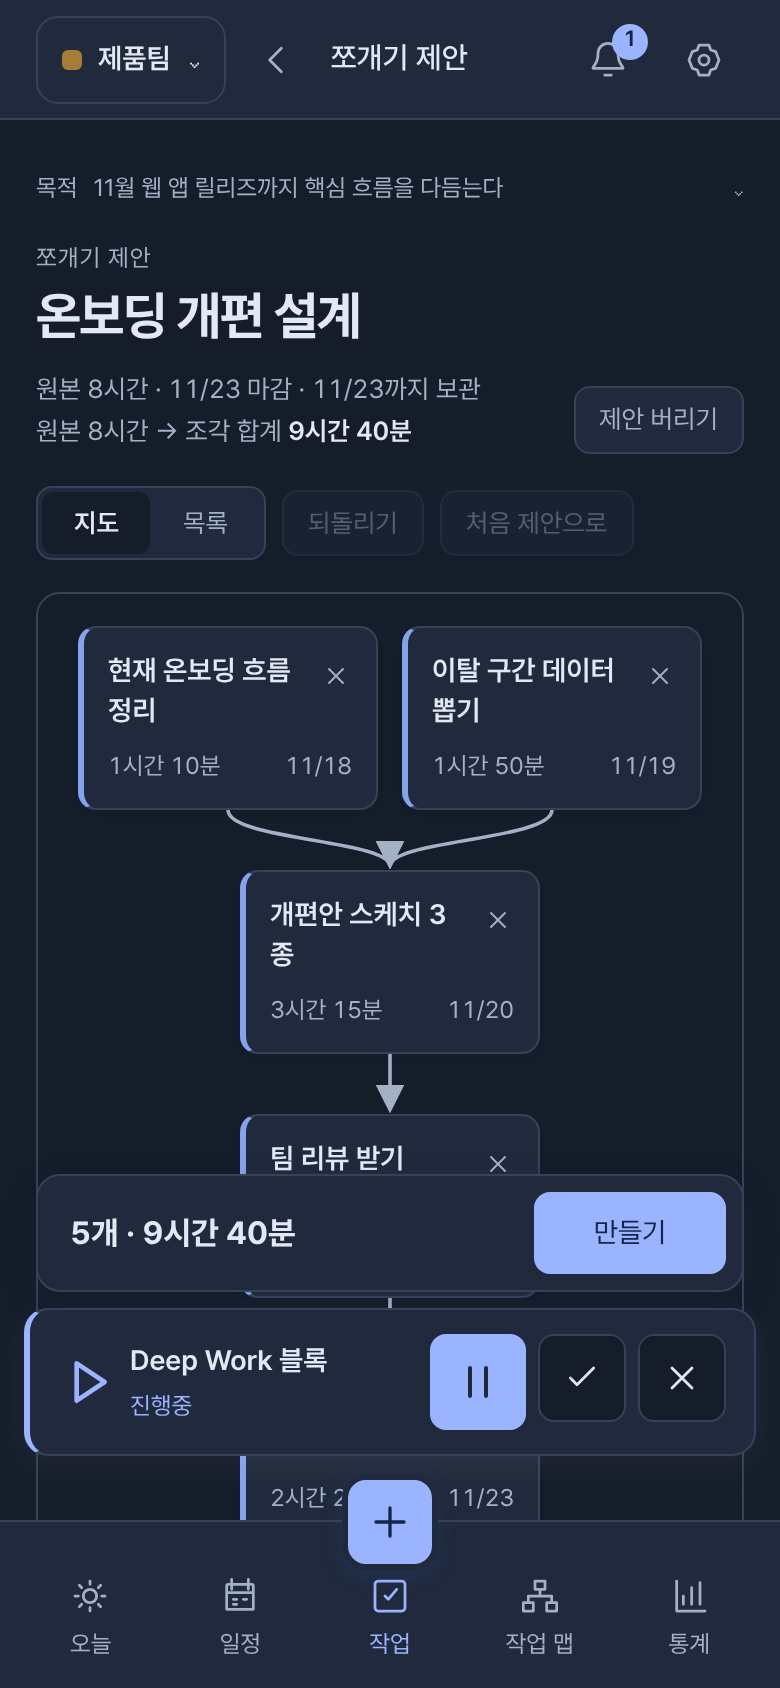 제품팀
쪼개기 제안
1
목적 11월 웹 앱 릴리즈까지 핵심 흐름을 다듬는다
쪼개기 제안
온보딩 개편 설계
원본 8시간 · 11/23 마감 · 11/23까지 보관
원본 8시간 → 조각 합계 9시간 40분
제안 버리기
지도 목록 되돌리기 처음 제안으로
현재 온보딩 흐름
정리
1시간 10분 11/18
이탈 구간 데이터
뽑기
1시간 50분 11/19
개편안 스케치 3
종
3시간 15분 11/20
팀 리뷰 받기
5개 · 9시간 40분
만들기
Deep Work 블록
진행중
2시간 11/23
오늘 일정 작업 작업 맵 통계